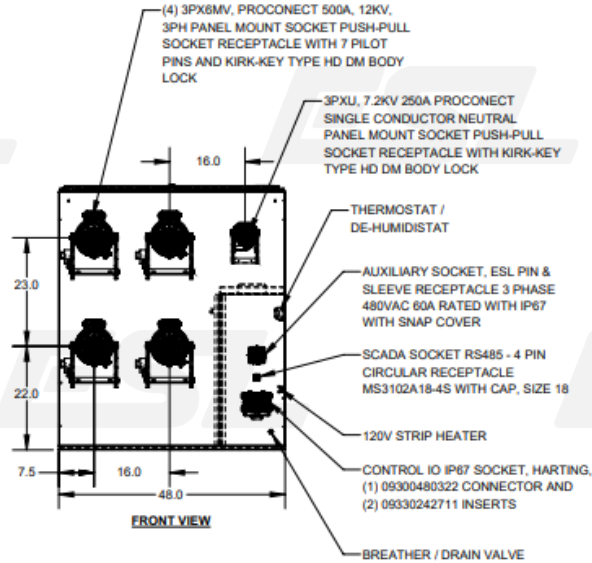 (4) 3PX6MV, PROCONECT 500A, 12KV,
3PH PANEL MOUNT SOCKET PUSH-PULL
SOCKET RECEPTACLE WITH 7 PILOT
PINS AND KIRK-KEY TYPE HD DM BODY
LOCK
3PXU, 7.2KV 250A PROCONECT
SINGLE CONDUCTOR NEUTRAL
PANEL MOUNT SOCKET PUSH-PULL
SOCKET RECEPTACLE WITH KIRK-KEY
TYPE HD DM BODY LOCK
16.0
THERMOSTAT /
DE-HUMIDISTAT
23.0
AUXILIARY SOCKET, ESL PIN &
SLEEVE RECEPTACLE 3 PHASE
480VAC 60A RATED WITH IP67
WITH SNAP COVER
SCADA SOCKET RS485 - 4 PIN
CIRCULAR RECEPTACLE
MS3102A18-4S WITH CAP, SIZE 18
22.0
120V STRIP HEATER
7.5
16.0
48.0
CONTROL IO IP67 SOCKET, HARTING,
(1) 09300480322 CONNECTOR AND
(2) 09330242711 INSERTS
FRONT VIEW
BREATHER / DRAIN VALVE
ESL